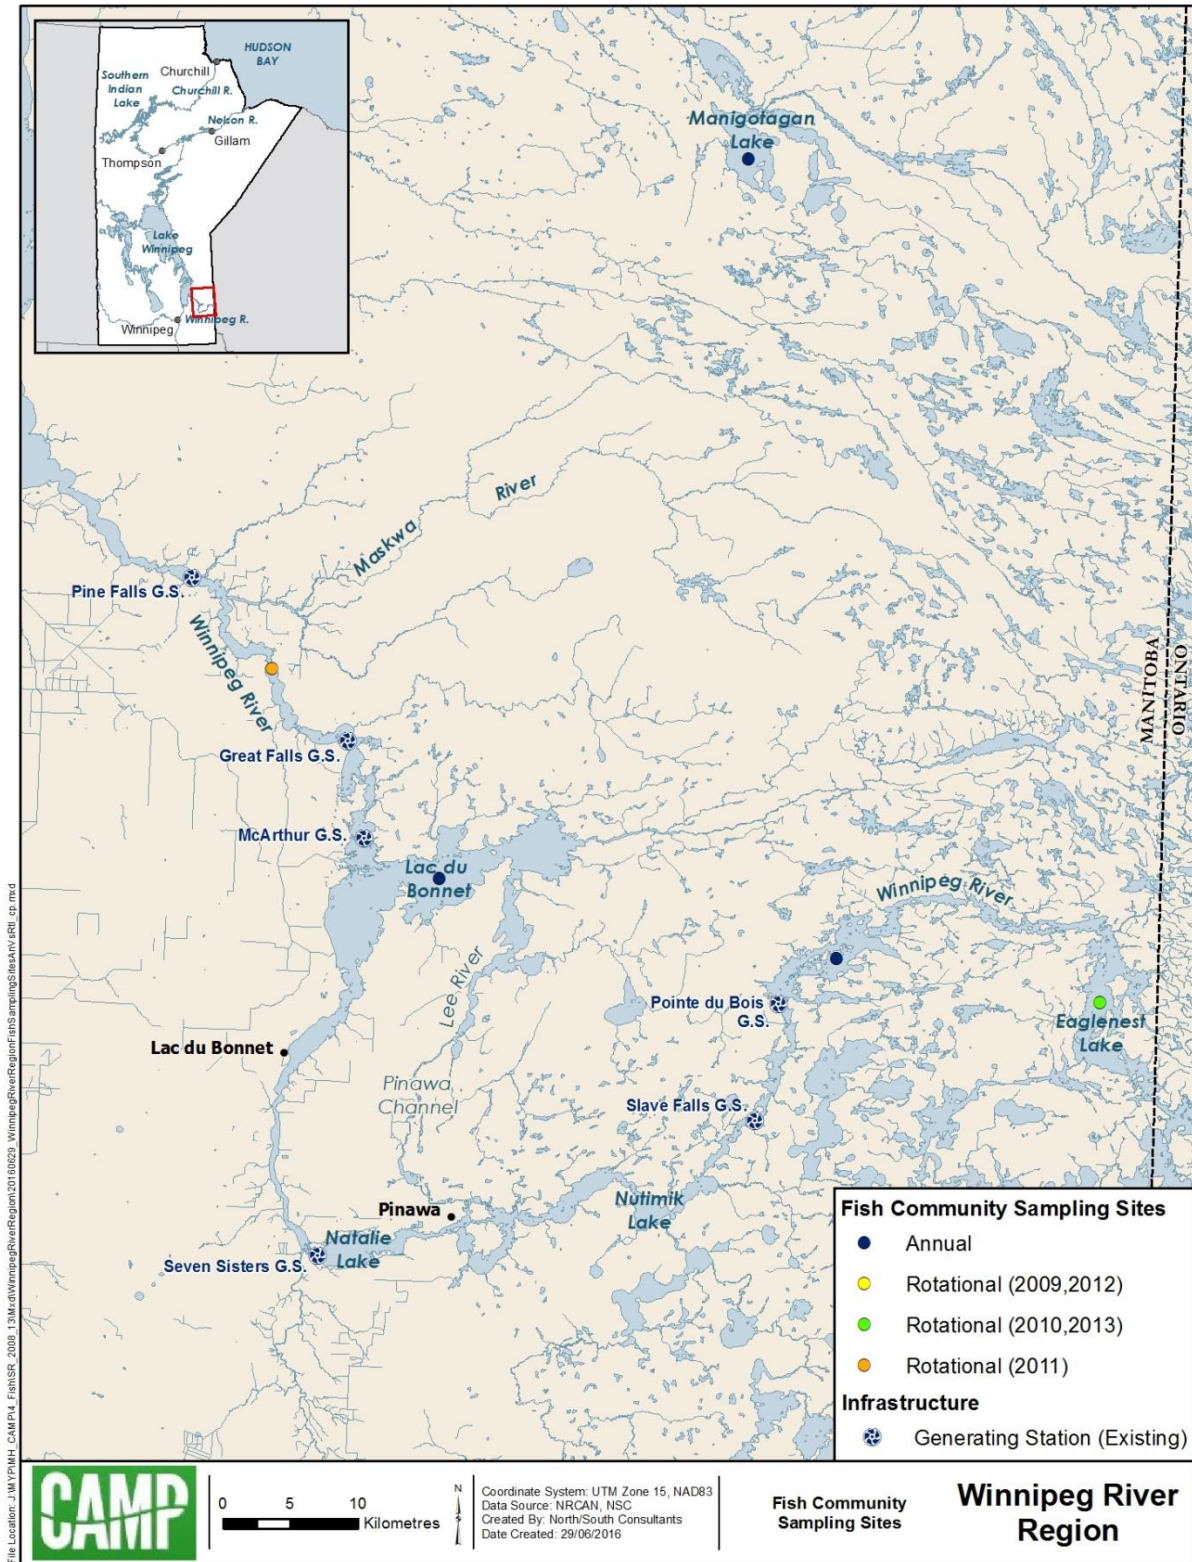 HUDSON
BAY
Churchill
Southern
Indian
Lake
Churchill R.
Nelson R.
Gillam
Thompson
Lake
Winnipeg
Winnipeg
Winnipeg R.
Manigotagan
Lake
Maskwa River
Pine Falls G.S.
Winnipeg River
Great Falls G.S.
McArthur G.S.
Lac du
Bonnet
Winnipeg River
Lee River
Pointe du Bois
G.S.
Eaglenest
Lake
Lac du Bonnet
Pinawa
Channel
Slave Falls G.S.
Nutimik
Lake
Pinawa
Natalie
Lake
Seven Sisters G.S.
MANITOBA
ONTARIO
Fish Community Sampling Sites
Annual
Rotational (2009,2012)
Rotational (2010,2013)
Rotational (2011)
Infrastructure
Generating Station (Existing)
CAMP
0 5 10
Kilometres
N
Coordinate System: UTM Zone 15, NAD83
Data Source: NRCAN, NSC
Created By: North/South Consultants
Date Created: 29/06/2016
Fish Community
Sampling Sites
Winnipeg River
Region